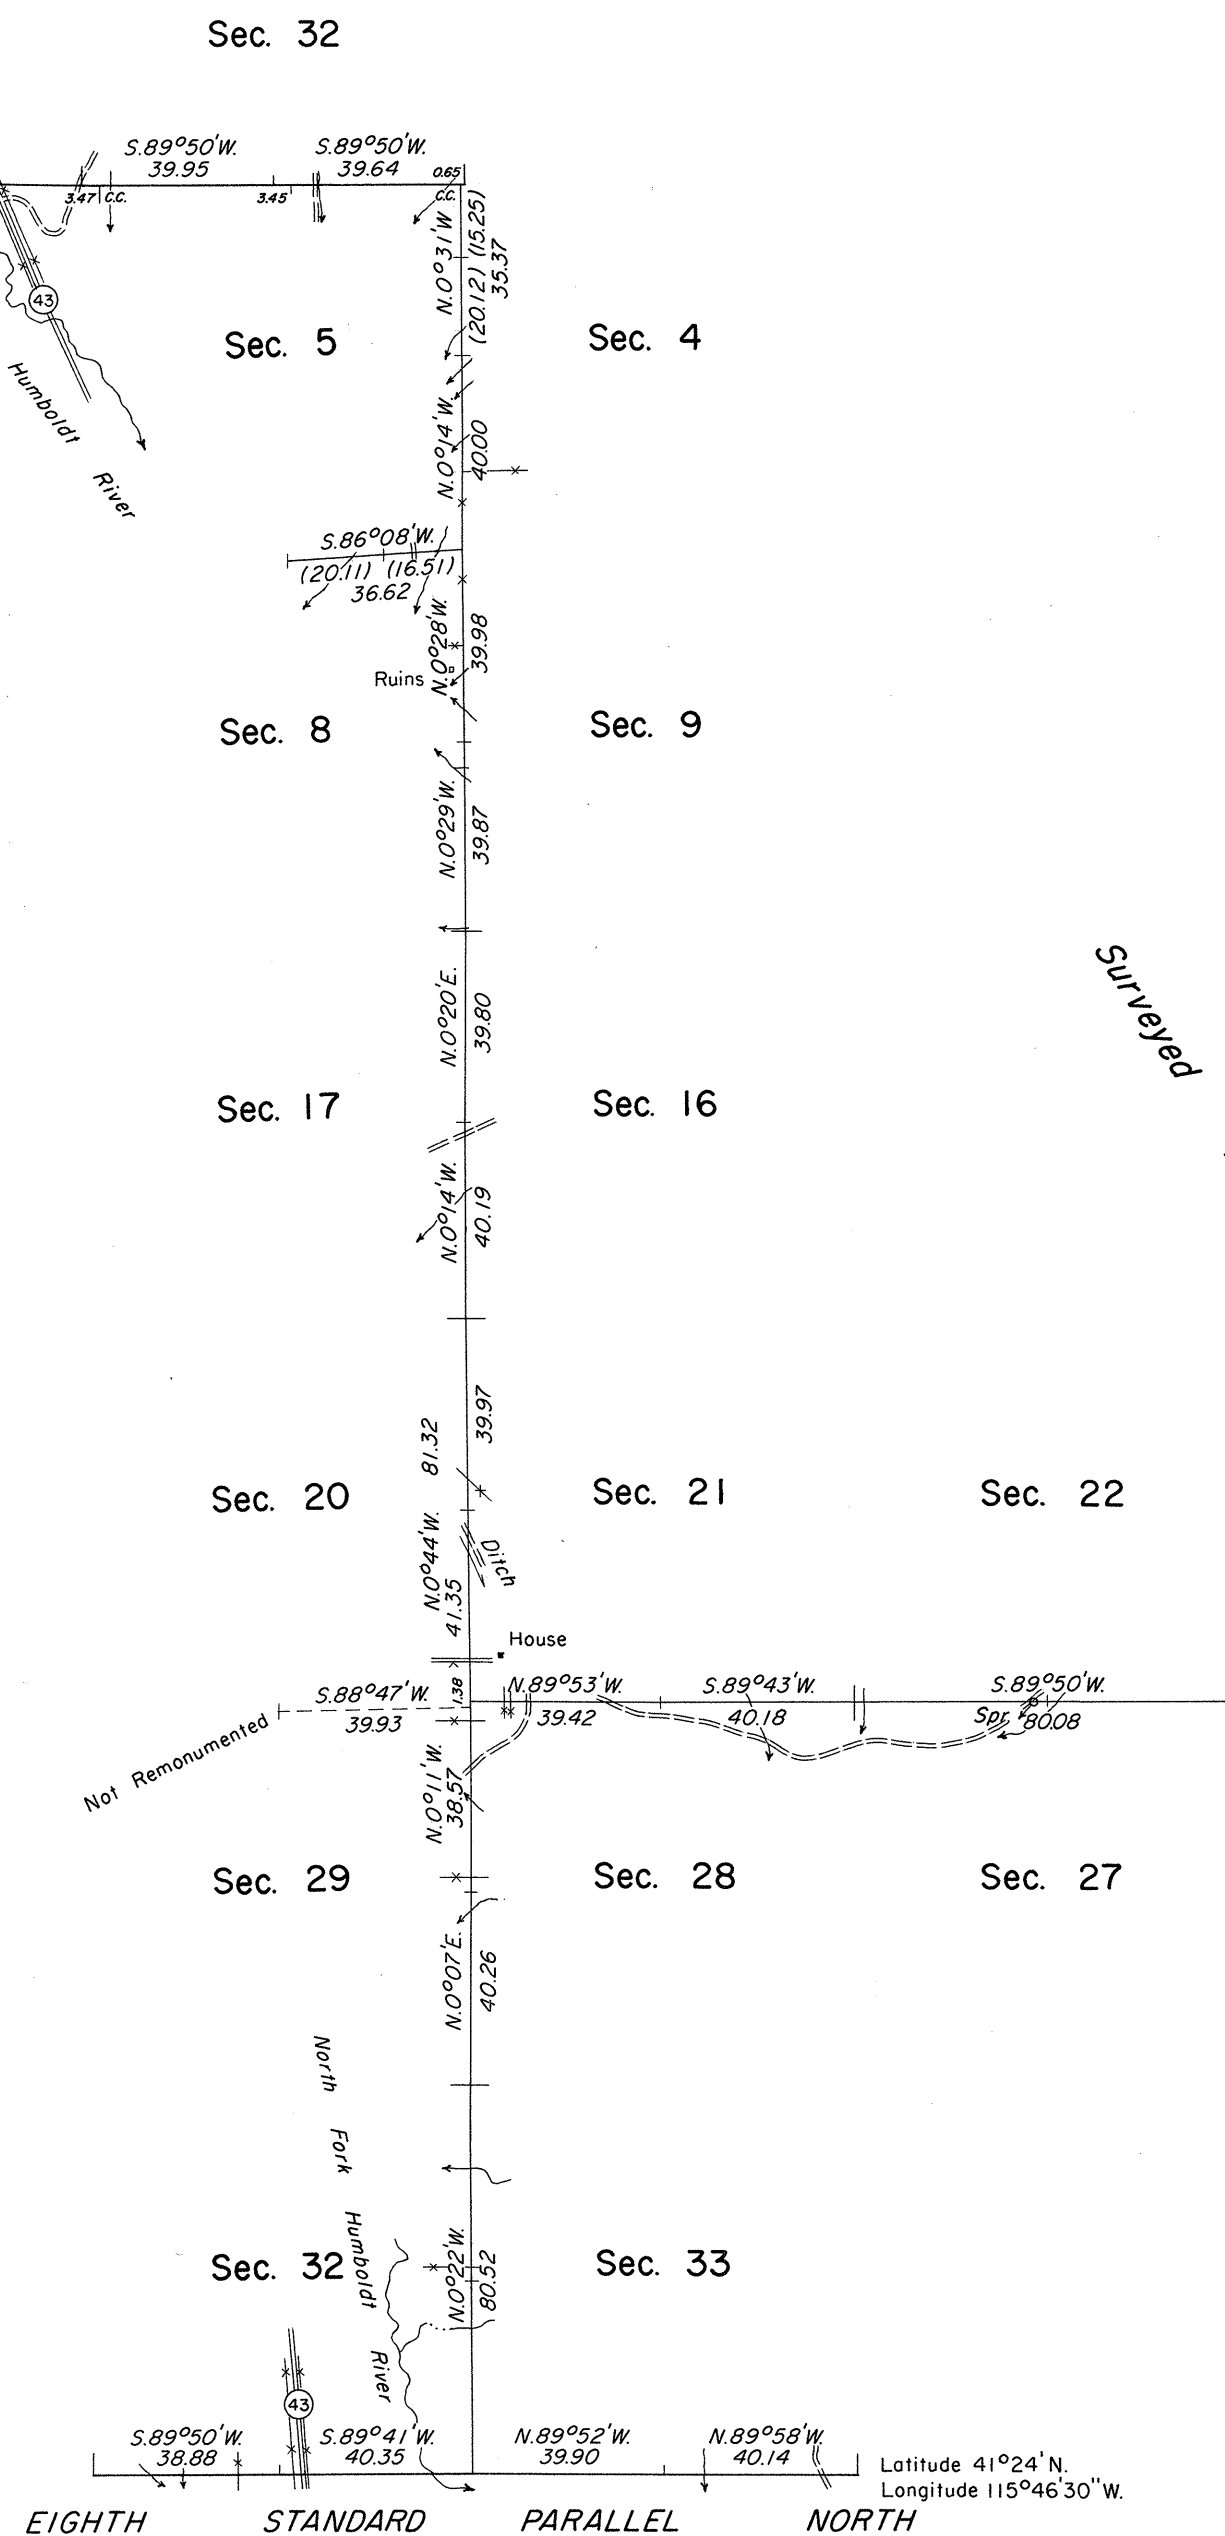 Sec. 32
S.89°50'W. S.89°50'W.
39.95 39.64 0.65
3.47 C.C. 3.45 C.C.
N.0°31'W
(20.12) (15.25)
35.37
43
Sec. 5 Sec. 4
Humboldt
River
N.0°14'W.
40.00
S.86°08'W.
(20.11) (16.51)
36.62
N.0°28'W.
39.98
Ruins
Sec. 8 Sec. 9
N.0°29'W.
39.87
Surveyed
N.0°20'E.
39.80
Sec. 17 Sec. 16
N.0°14'W.
40.19
39.97
N.0°44'W. 81.32
Sec. 20 Sec. 21 Sec. 22
Ditch
41.35
House
1.38
S.88°47'W. N.89°53'W. S.89°43'W. S.89°50'W.
39.93 39.42 40.18 Spr. 80.08
Not Remonumented
N.0°11'W.
38.57
Sec. 29 Sec. 28 Sec. 27
N.0°07'E.
40.26
North
Fork
Humboldt
River
Sec. 32 Sec. 33
N.0°22'W.
80.52
43
S.89°50'W. S.89°41'W. N.89°52'W. N.89°58'W.
38.88 40.35 39.90 40.14
Latitude 41°24'N.
Longitude 115°46'30"W.
EIGHTH STANDARD PARALLEL NORTH